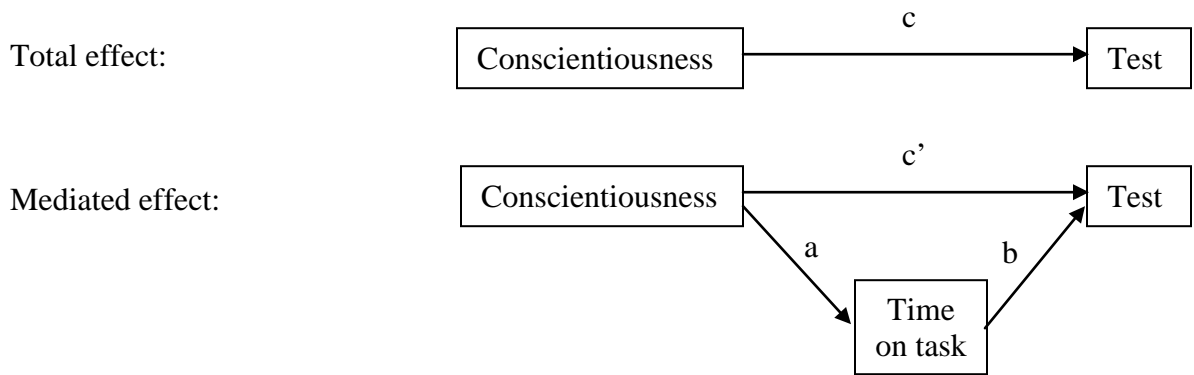 c
Total effect:
Conscientiousness
Test
c’
Mediated effect:
Conscientiousness
Test
a
b
Time
on task